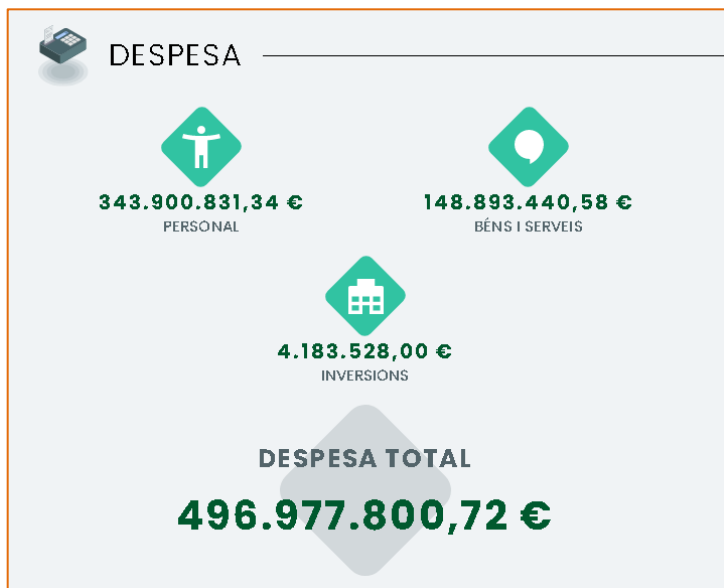 DESPESA
343.900.831,34 €
PERSONAL
148.893.440,58 €
BÉNS I SERVEIS
4.183.528,00 €
INVERSIONS
DESPESA TOTAL
496.977.800,72 €